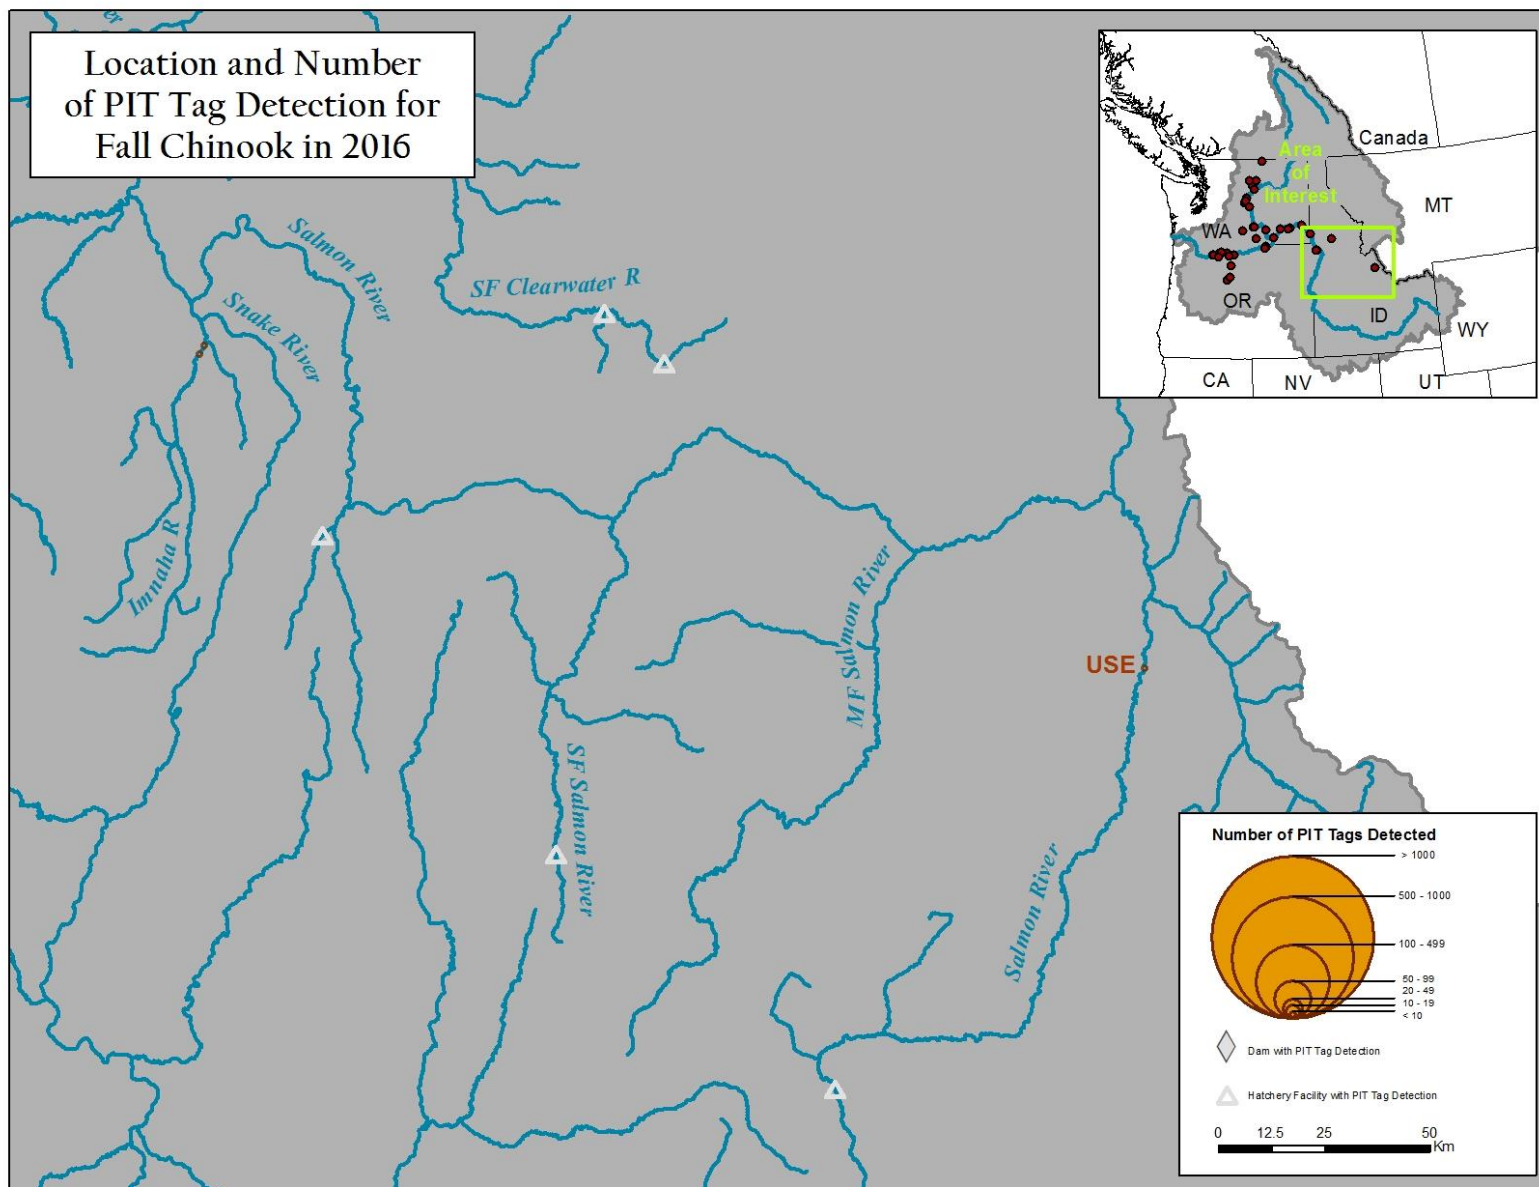 er
Location and Number
of PIT Tag Detection for
Fall Chinook in 2016
Canada
Area
of
Interest
MT
WA
OR
ID
WY
CA
NV
UT
Salmon River
Snake River
SF Clearwater R
Imnaha R
MF Salmon River
USE
SF Salmon River
Salmon River
Number of PIT Tags Detected
> 1000
500 - 1000
100 - 499
50 - 99
20 - 49
10 - 19
< 10
Dam with PIT Tag Detection
Hatchery Facility with PIT Tag Detection
0 12.5 25 50
Km